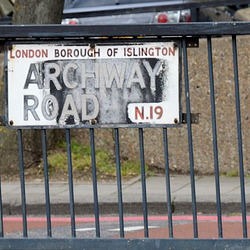 LONDON BOROUGH OF ISLINGTON
ARCHWAY
ROAD N.19